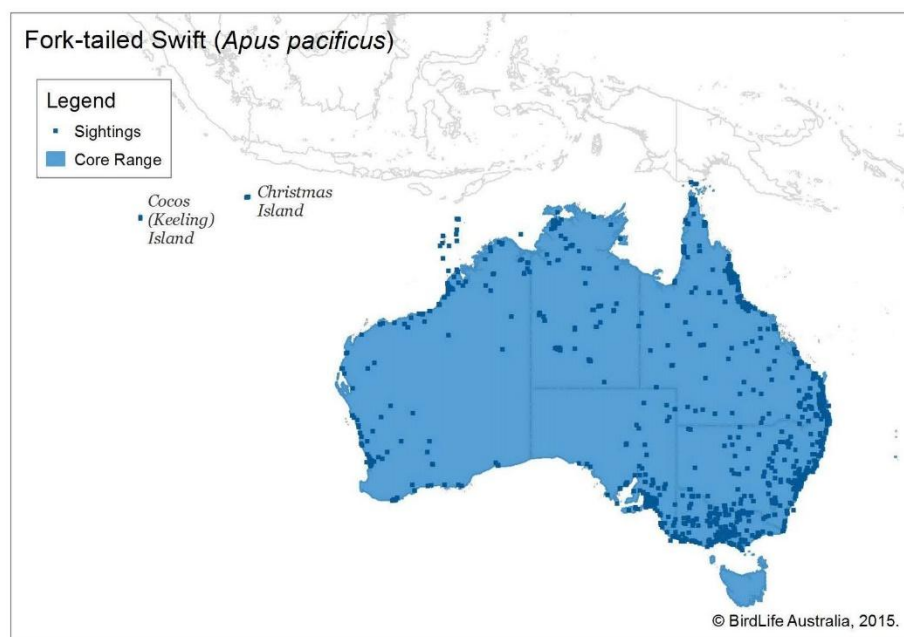 Fork-tailed Swift (Apus pacificus)
Legend
Sightings
Core Range
Cocos
(Keeling)
Island
Christmas
Island
© BirdLife Australia, 2015.